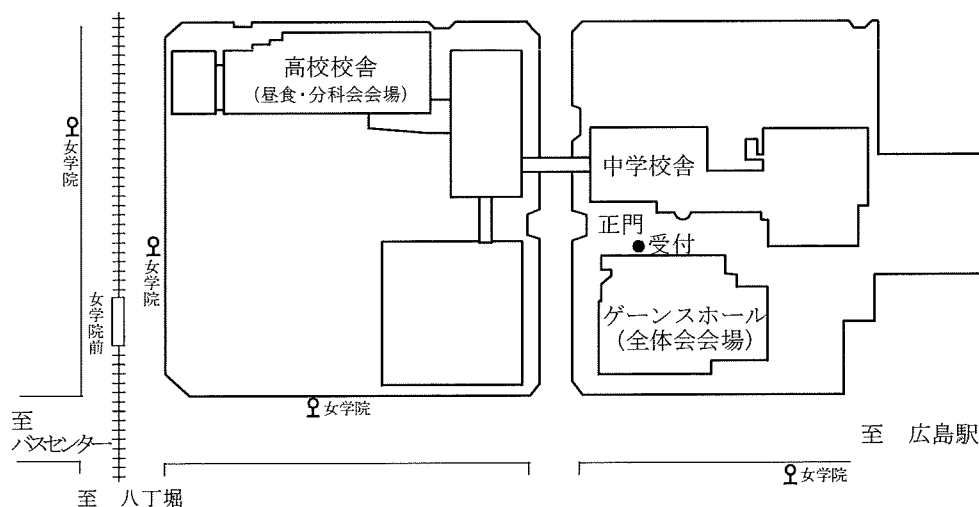 高校校舎
(昼食・分科会会場)
女学院
中学校舎
正門
●受付
女学院
女学院前
ゲーンスホール
(全体会会場)
女学院
至
バスセンター
至 広島駅
女学院
至 八丁堀